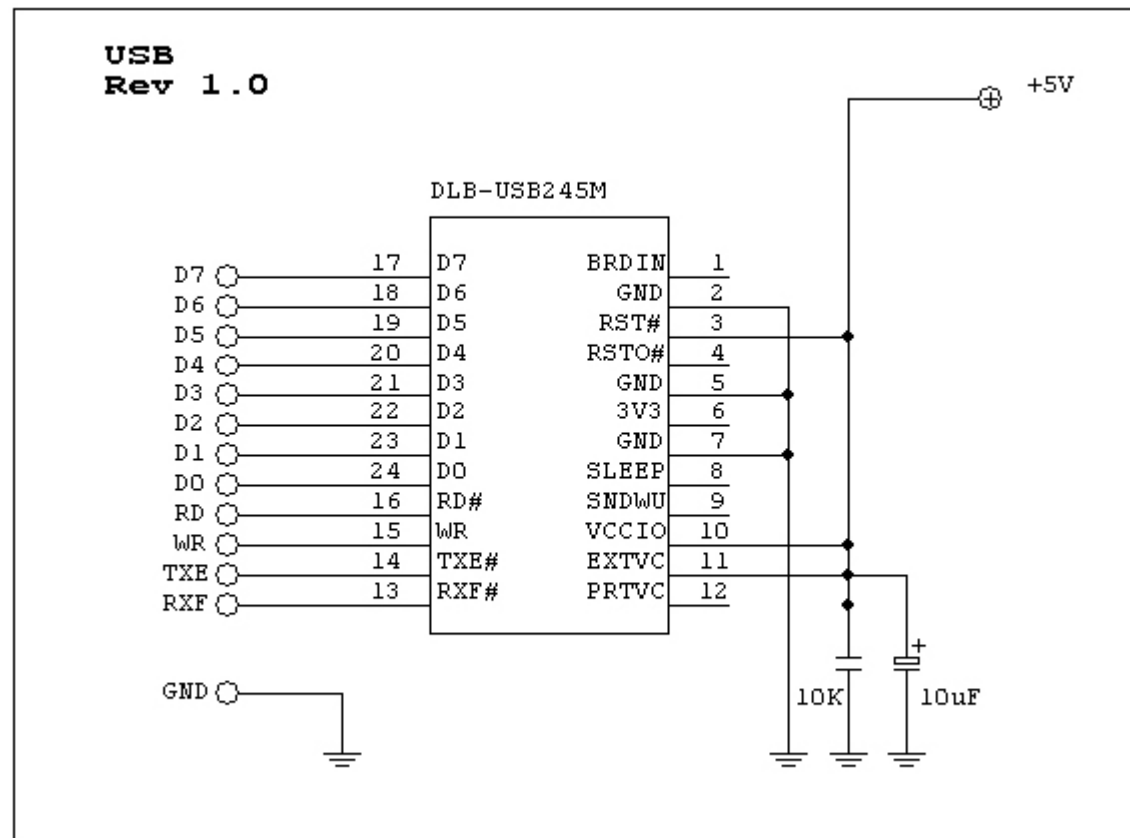 USB
Rev 1.0
+5V
DLB-USB245M
D7 17 D7 BRDIN 1
D6 18 D6 GND 2
D5 19 D5 RST# 3
D4 20 D4 RSTO# 4
D3 21 D3 GND 5
D2 22 D2 3V3 6
D1 23 D1 GND 7
D0 24 D0 SLEEP 8
RD 16 RD# SNDWU 9
WR 15 WR VCCIO 10
TXE 14 TXE# EXTVC 11
RXF 13 RXF# PRTVC 12
+
GND 10K 10uF